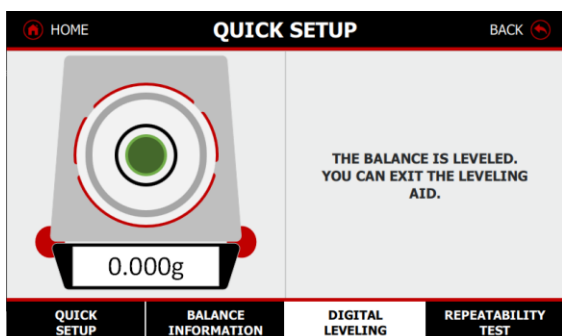 HOME
QUICK SETUP
BACK
THE BALANCE IS LEVELED.
YOU CAN EXIT THE LEVELING
AID.
0.000g
QUICK
SETUP
BALANCE
INFORMATION
DIGITAL
LEVELING
REPEATABILITY
TEST